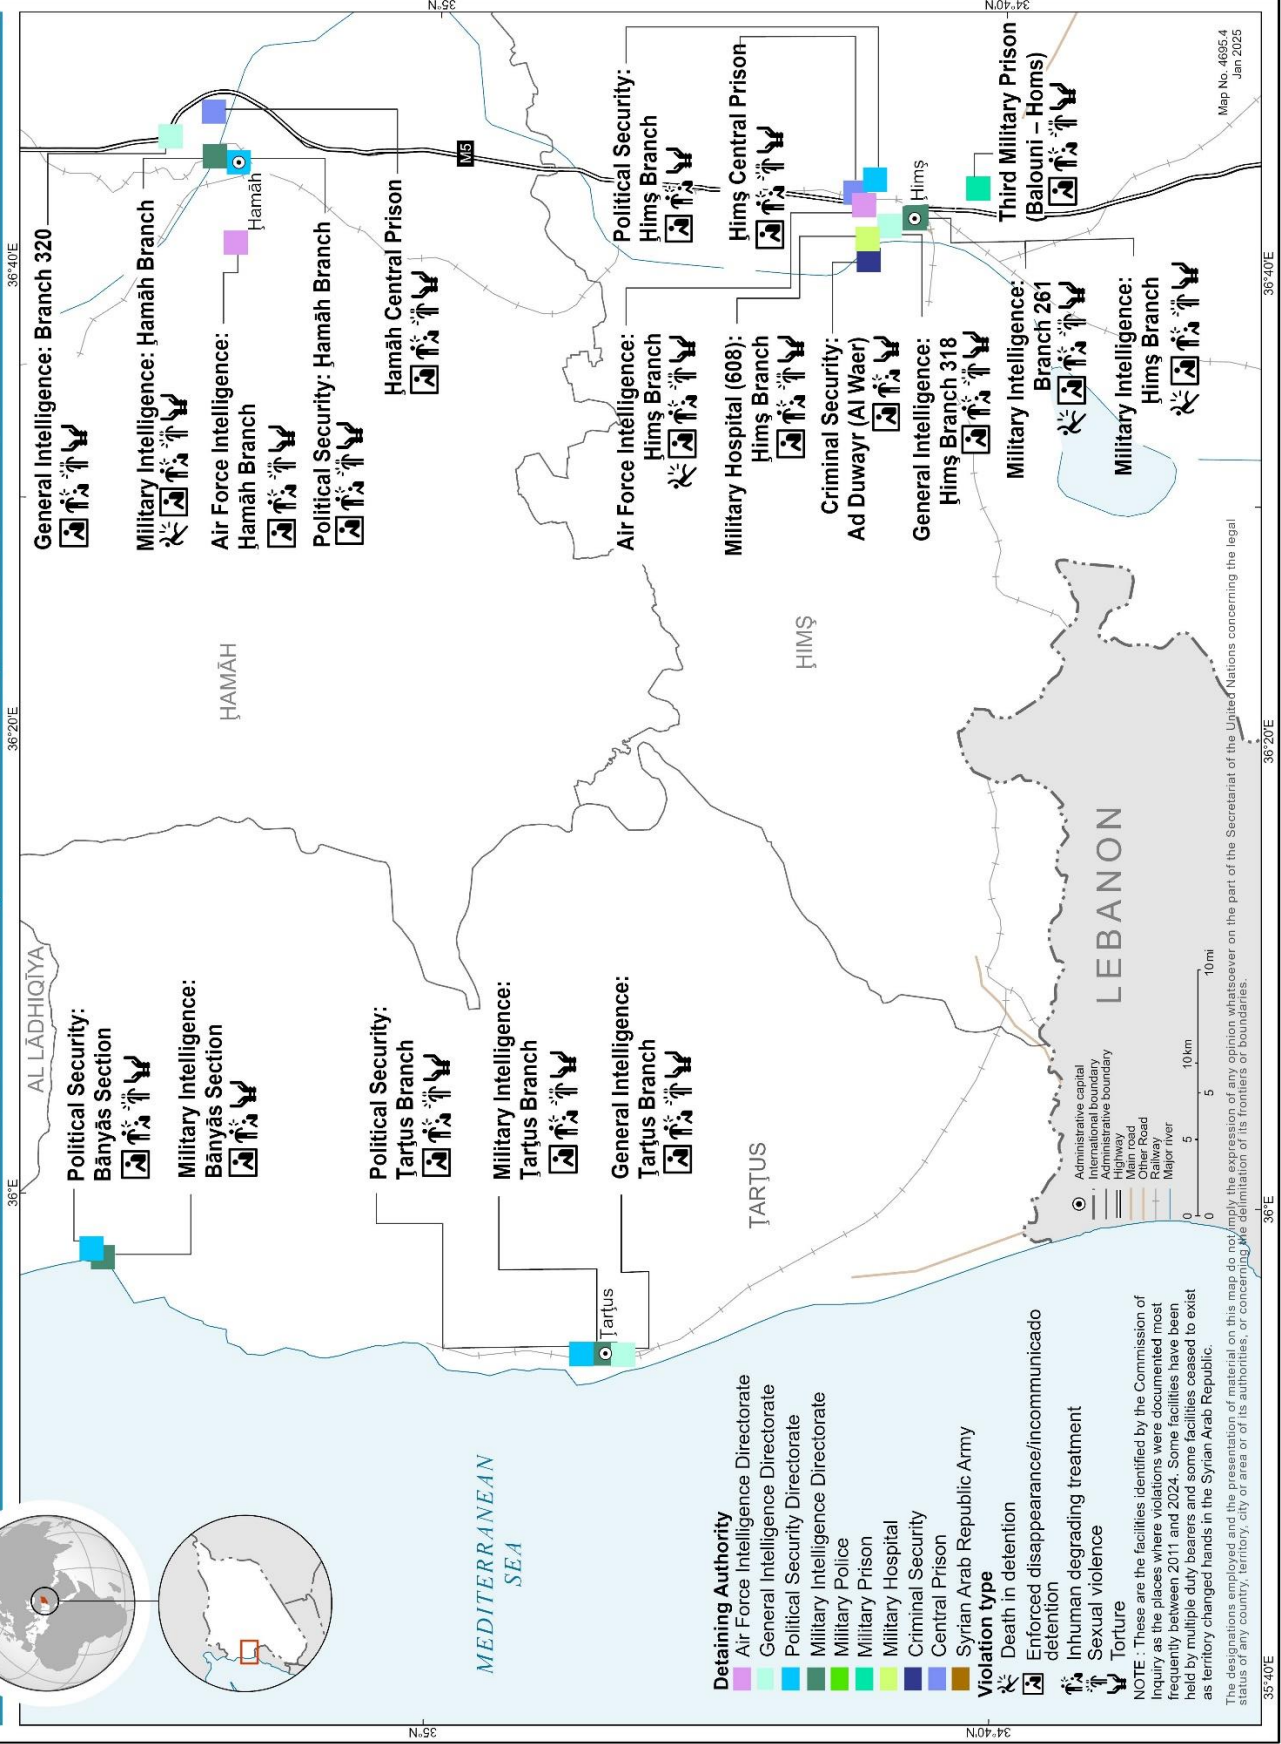 36°E
36°20'E
36°40'E
35°N
34°40'N
AL LĀDHIQĪYA
Political Security:
Bānyās Section
Military Intelligence:
Bānyās Section
Political Security:
Ţarţus Branch
Military Intelligence:
Ţarţus Branch
General Intelligence:
Ţarţus Branch
Ţarţus
ŢARŢUS
ḨAMĀH
ḨIMŞ
General Intelligence: Branch 320
Military Intelligence: Ḩamāh Branch
Air Force Intelligence:
Ḩamāh Branch
Political Security: Ḩamāh Branch
Ḩamāh Central Prison
Ḩamāh
M5
Political Security:
Ḩimş Branch
Ḩimş Central Prison
Air Force Intelligence:
Ḩimş Branch
Military Hospital (608):
Ḩimş Branch
Criminal Security:
Ad Duwayr (Al Waer)
General Intelligence:
Ḩimş Branch 318
Ḩimş
Third Military Prison
(Balouni – Homs)
Military Intelligence:
Branch 261
Military Intelligence:
Ḩimş Branch
MEDITERRANEAN
SEA
LEBANON
Detaining Authority
Air Force Intelligence Directorate
General Intelligence Directorate
Political Security Directorate
Military Intelligence Directorate
Military Police
Military Prison
Military Hospital
Criminal Security
Central Prison
Syrian Arab Republic Army
Violation type
Death in detention
Enforced disappearance/incommunicado
detention
Inhuman degrading treatment
Sexual violence
Torture
Administrative capital
International boundary
Administrative boundary
Highway
Main road
Other Road
Railway
Major river
0 5 10 km
0 5 10 mi
NOTE : These are the facilities identified by the Commission of
Inquiry as the places where violations were documented most
frequently between 2011 and 2024. Some facilities have been
held by multiple duty bearers and some facilities ceased to exist
as territory changed hands in the Syrian Arab Republic.
The designations employed and the presentation of material on this map do not imply the expression of any opinion whatsoever on the part of the Secretariat of the United Nations concerning the legal
status of any country, territory, city or area or of its authorities, or concerning the delimitation of its frontiers or boundaries.
Map No. 4695.4
Jan 2025
35°N
34°40'N
35°40'E
36°E
36°20'E
36°40'E